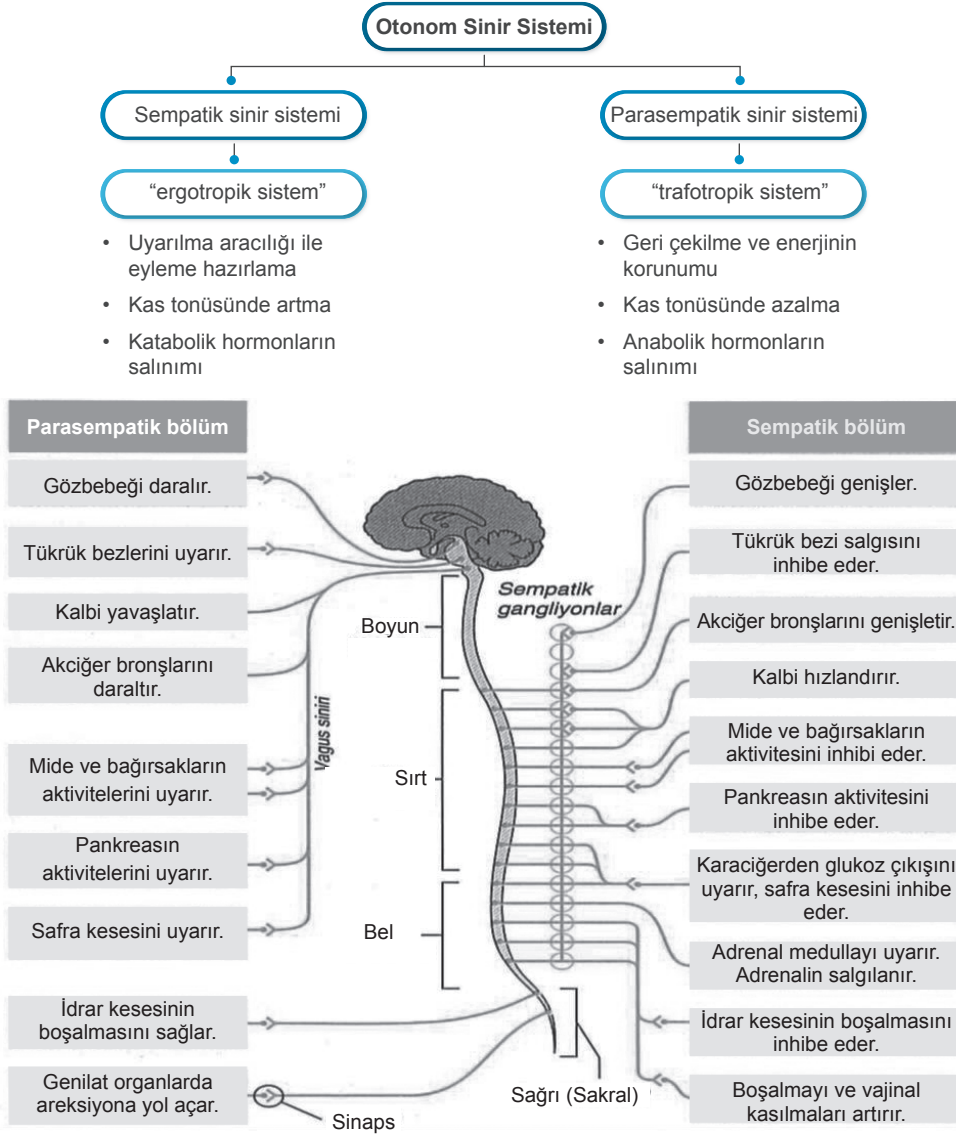 Otonom Sinir Sistemi
Sempatik sinir sistemi
Parasempatik sinir sistemi
“ergotropik sistem”
“trafotropik sistem”
• Uyarılma aracılığı ile
eyleme hazırlama
• Kas tonüsünde artma
• Katabolik hormonların
salınımı
• Geri çekilme ve enerjinin
korunumu
• Kas tonüsünde azalma
• Anabolik hormonların
salınımı
Parasempatik bölüm
Gözbebeği daralır.
Tükrük bezlerini uyarır.
Kalbi yavaşlatır.
Akciğer bronşlarını
daraltır.
Mide ve bağırsakların
aktivitelerini uyarır.
Pankreasın
aktivitelerini uyarır.
Safra kesesini uyarır.
İdrar kesesinin
boşalmasını sağlar.
Genilat organlarda
areksiyona yol açar.
Vagus siniri
Boyun
Sırt
Bel
Sağrı (Sakral)
Sinaps
Sempatik
gangliyonlar
Sempatik bölüm
Gözbebeği genişler.
Tükrük bezi salgısını
inhibe eder.
Akciğer bronşlarını genişletir.
Kalbi hızlandırır.
Mide ve bağırsakların
aktivitesini inhibi eder.
Pankreasın aktivitesini
inhibe eder.
Karaciğerden glukoz çıkışını
uyarır, safra kesesini inhibe
eder.
Adrenal medullayı uyarır.
Adrenalin salgılanır.
İdrar kesesinin boşalmasını
inhibe eder.
Boşalmayı ve vajinal
kasılmaları artırır.